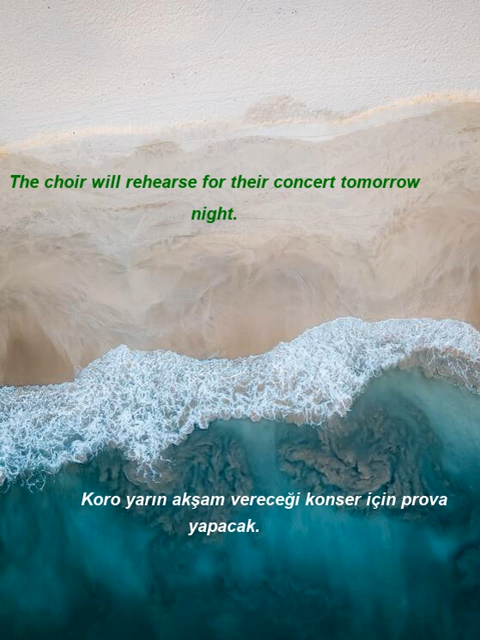 The choir will rehearse for their concert tomorrow
night.
Koro yarın akşam vereceği konser için prova
yapacak.